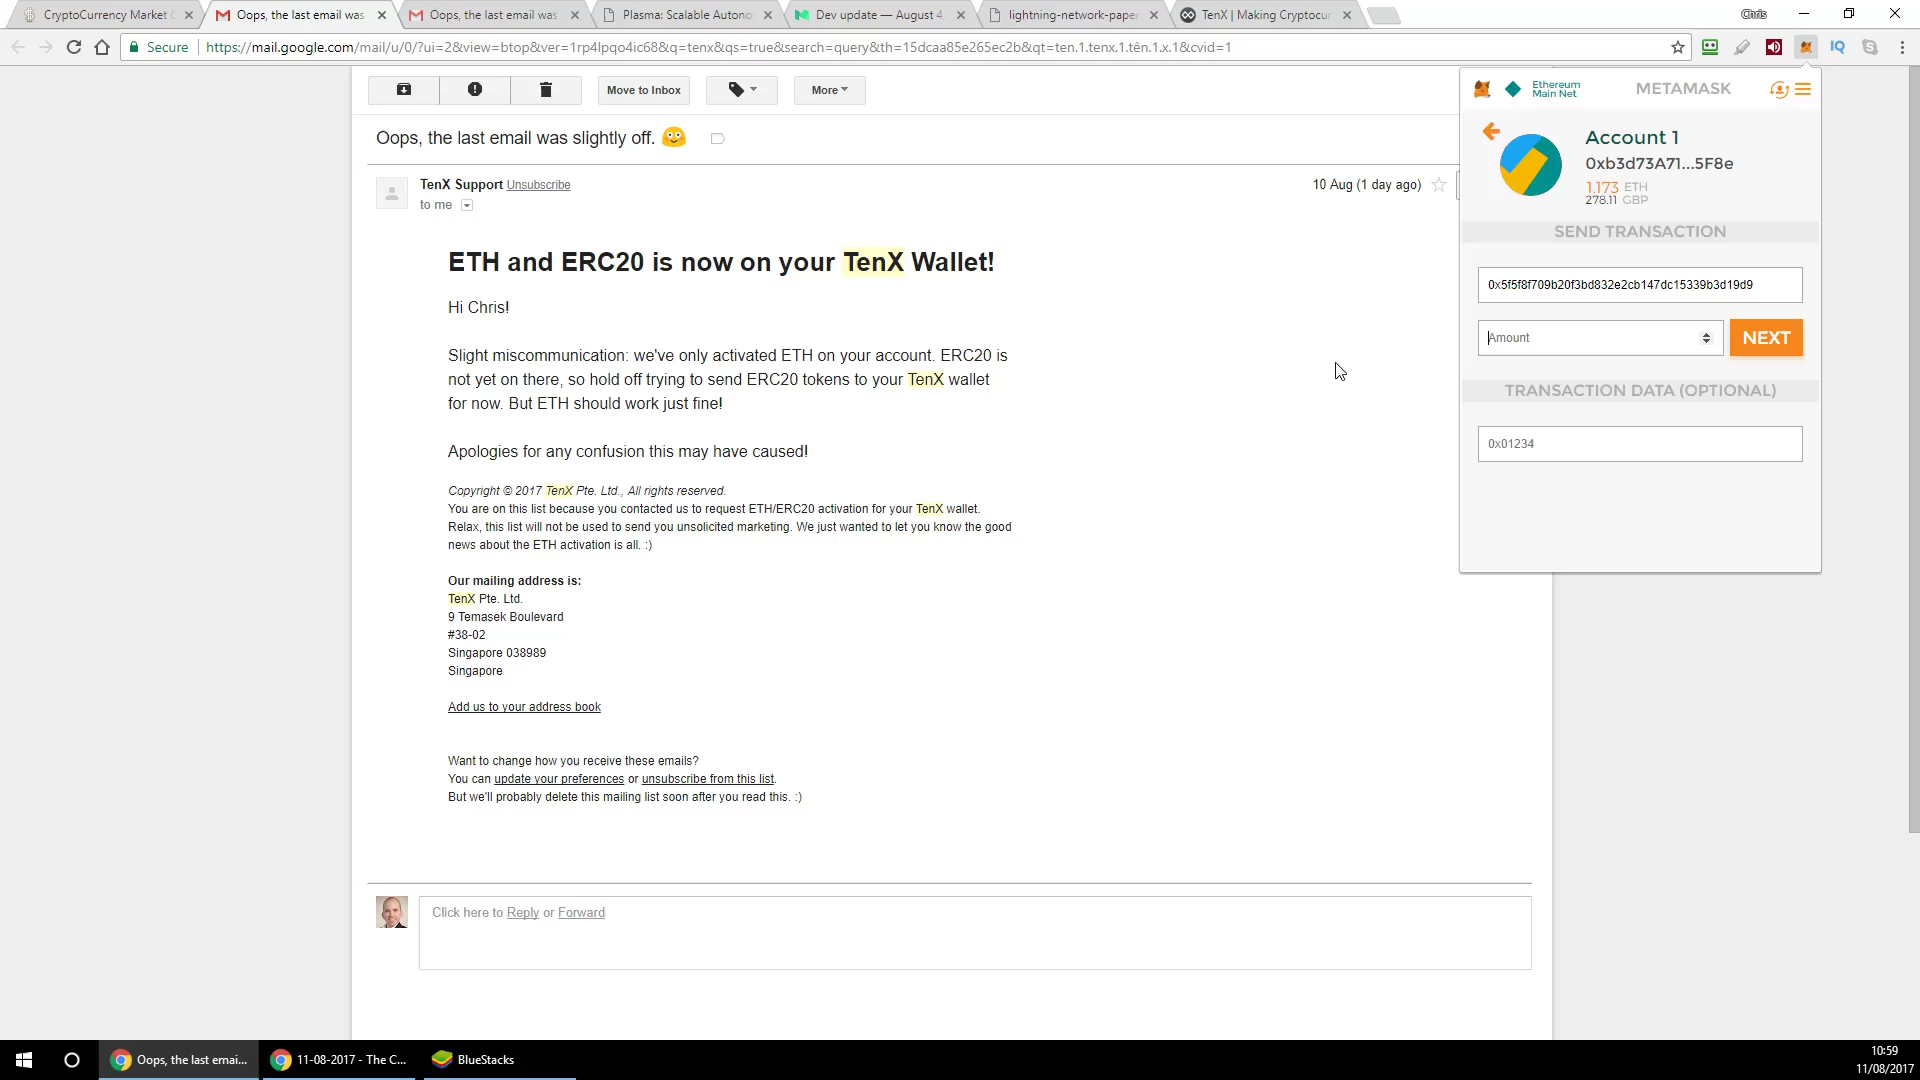 CryptoCurrency Market C
Oops, the last email was
Oops, the last email was
Plasma: Scalable Autono
Dev update — August 4,
lightning-network-paper
TenX | Making Cryptocur
Chris
Secure
https://mail.google.com/mail/u/0/?ui=2&view=btop&ver=1rp4lpqo4ic68&q=tenx&qs=true&search=query&th=15dcaa85e265ec2b&qt=ten.1.tenx.1.tên.1.x.1&cvid=1
IQ
Move to Inbox
More
Oops, the last email was slightly off.
TenX Support Unsubscribe
10 Aug (1 day ago)
to me
ETH and ERC20 is now on your TenX Wallet!
Hi Chris!
Slight miscommunication: we've only activated ETH on your account. ERC20 is
not yet on there, so hold off trying to send ERC20 tokens to your TenX wallet
for now. But ETH should work just fine!
Apologies for any confusion this may have caused!
Copyright © 2017 TenX Pte. Ltd., All rights reserved.
You are on this list because you contacted us to request ETH/ERC20 activation for your TenX wallet.
Relax, this list will not be used to send you unsolicited marketing. We just wanted to let you know the good
news about the ETH activation is all. :)
Our mailing address is:
TenX Pte. Ltd.
9 Temasek Boulevard
#38-02
Singapore 038989
Singapore
Add us to your address book
Want to change how you receive these emails?
You can update your preferences or unsubscribe from this list.
But we'll probably delete this mailing list soon after you read this. :)
Click here to Reply or Forward
Ethereum
Main Net
METAMASK
Account 1
0xb3d73A71...5F8e
1.173 ETH
278.11 GBP
SEND TRANSACTION
0x5f5f8f709b20f3bd832e2cb147dc15339b3d19d9
Amount
NEXT
TRANSACTION DATA (OPTIONAL)
0x01234
Oops, the last emai...
11-08-2017 - The C...
BlueStacks
10:59
11/08/2017